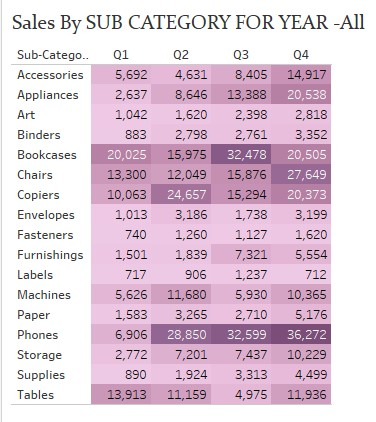 Sales By SUB CATEGORY FOR YEAR -All
Sub-Catego.. Q1 Q2 Q3 Q4
Accessories 5,692 4,631 8,405 14,917
Appliances 2,637 8,646 13,388 20,538
Art 1,042 1,620 2,398 2,818
Binders 883 2,798 2,761 3,352
Bookcases 20,025 15,975 32,478 20,505
Chairs 13,300 12,049 15,876 27,649
Copiers 10,063 24,657 15,294 20,373
Envelopes 1,013 3,186 1,738 3,199
Fasteners 740 1,260 1,127 1,620
Furnishings 1,501 1,839 7,321 5,554
Labels 717 906 1,237 712
Machines 5,626 11,680 5,930 10,365
Paper 1,583 3,265 2,710 5,176
Phones 6,906 28,850 32,599 36,272
Storage 2,772 7,201 7,437 10,229
Supplies 890 1,924 3,313 4,499
Tables 13,913 11,159 4,975 11,936